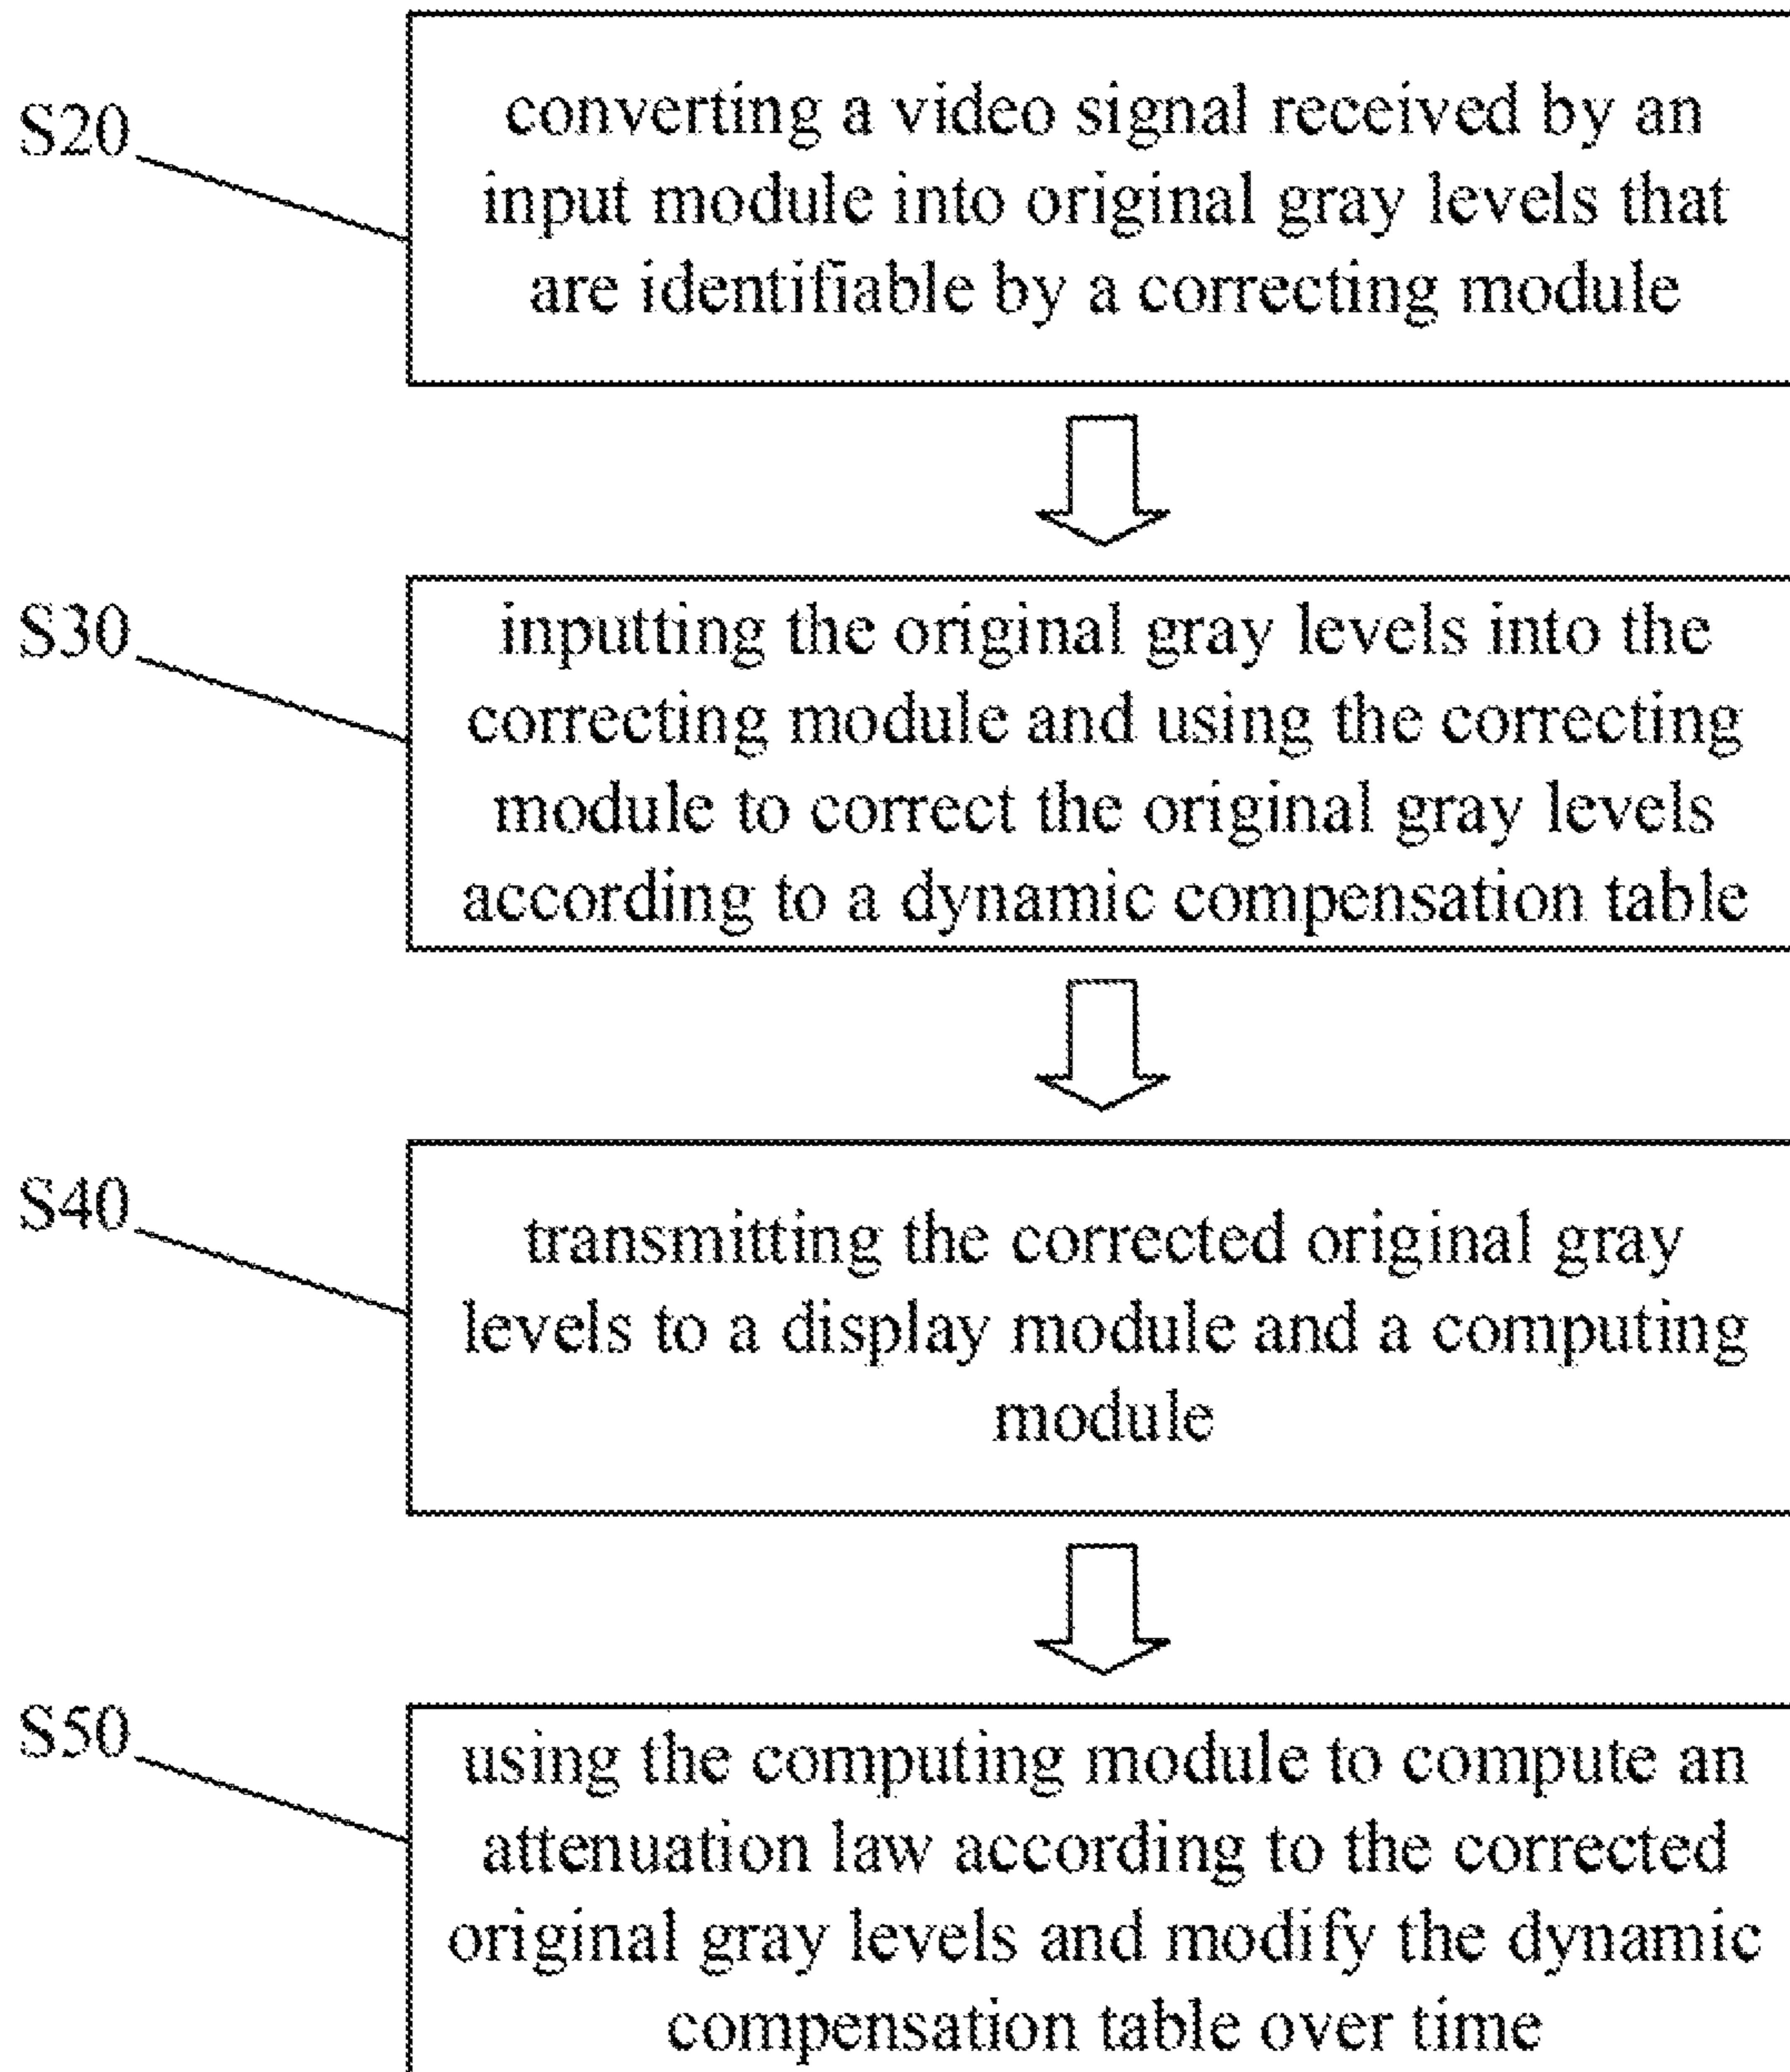 S20
converting a video signal received by an
input module into original gray levels that
are identifiable by a correcting module
S30
inputting the original gray levels into the
correcting module and using the correcting
module to correct the original gray levels
according to a dynamic compensation table
S40
transmitting the corrected original gray
levels to a display module and a computing
module
S50
using the computing module to compute an
attenuation law according to the corrected
original gray levels and modify the dynamic
compensation table over time